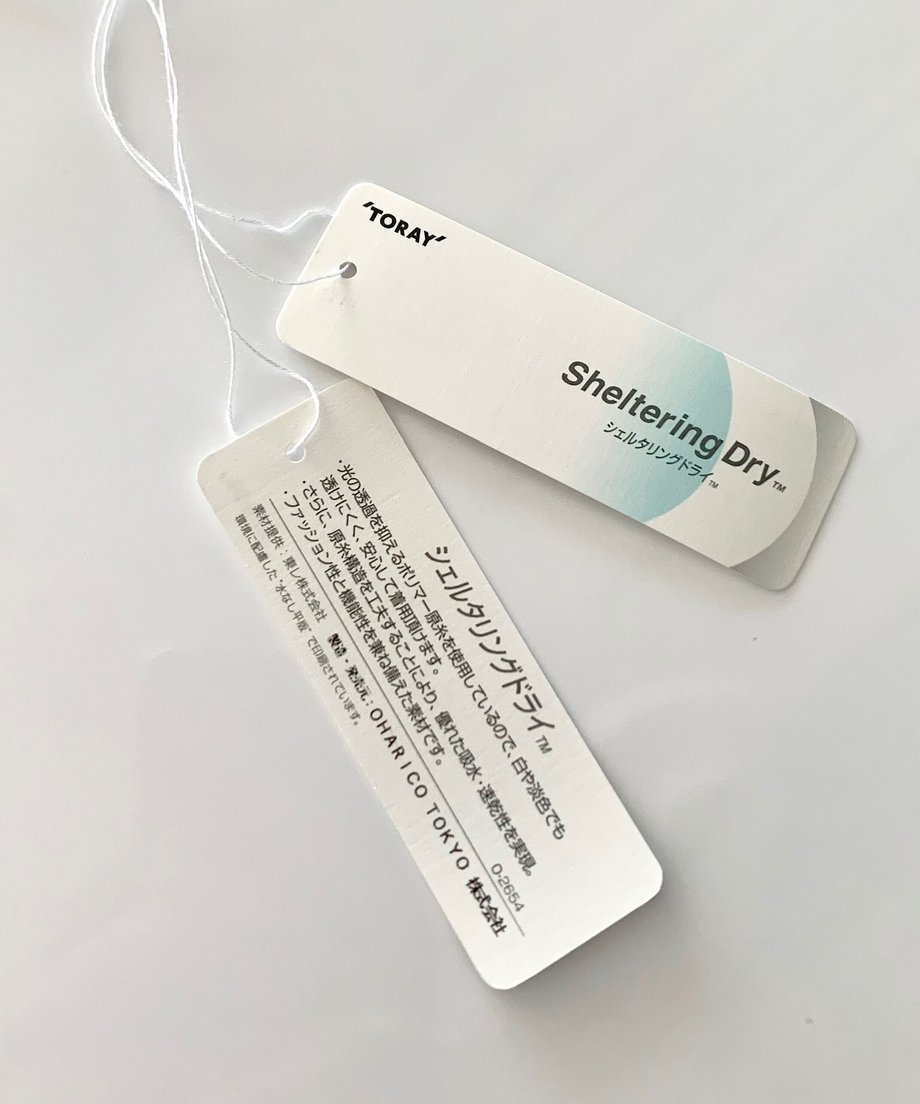 'TORAY'
Sheltering Dry™
シェルタリングドライ™
シェルタリングドライ™
・光の透過を抑えるポリマー原糸を使用しているので、白や淡色でも
透けにくく、安心して着用頂けます。
・さらに、原糸構造を工夫することにより、優れた吸水・速乾性を実現。
・ファッション性と機能性を兼ね備えた素材です。
0-2654
素材提供：東レ株式会社 製造・発売元：OHARICO TOKYO 株式会社
環境に配慮した“水なし平版”で印刷されています。